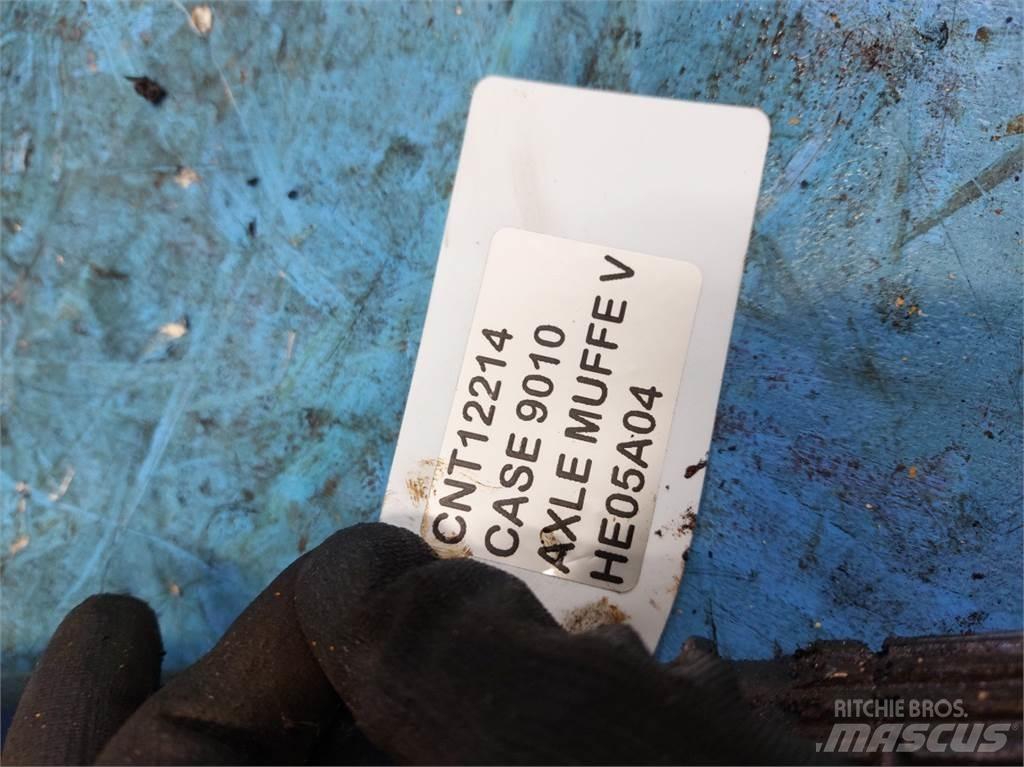 CNT12214
CASE 9010
AXLE MUFFE V
HE05A04
RITCHIE BROS.
MASCUS